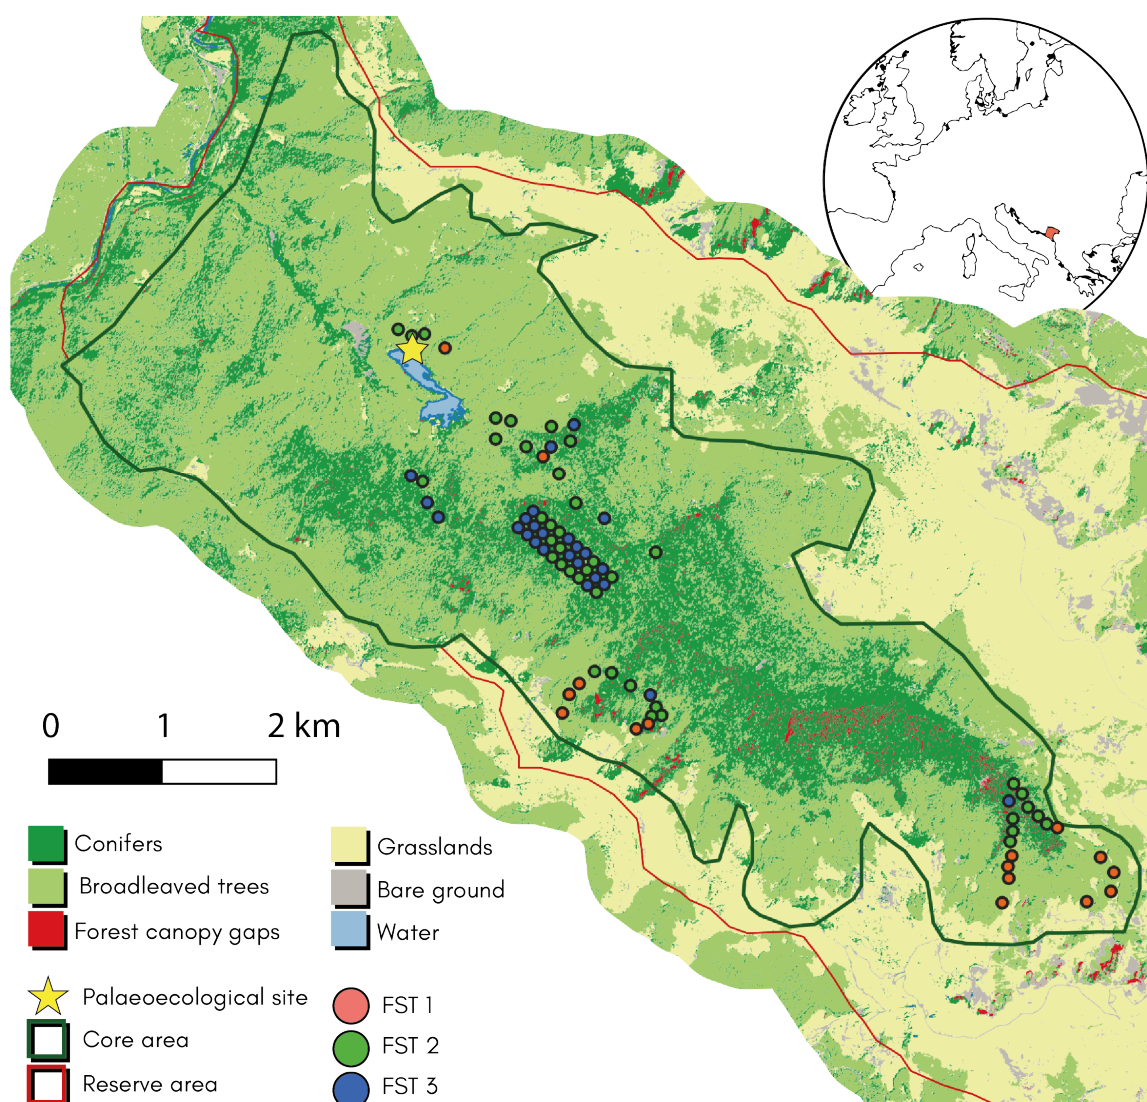 0 1 2 km
Conifers
Broadleaved trees
Forest canopy gaps
Grasslands
Bare ground
Water
Palaeoecological site
Core area
Reserve area
FST 1
FST 2
FST 3